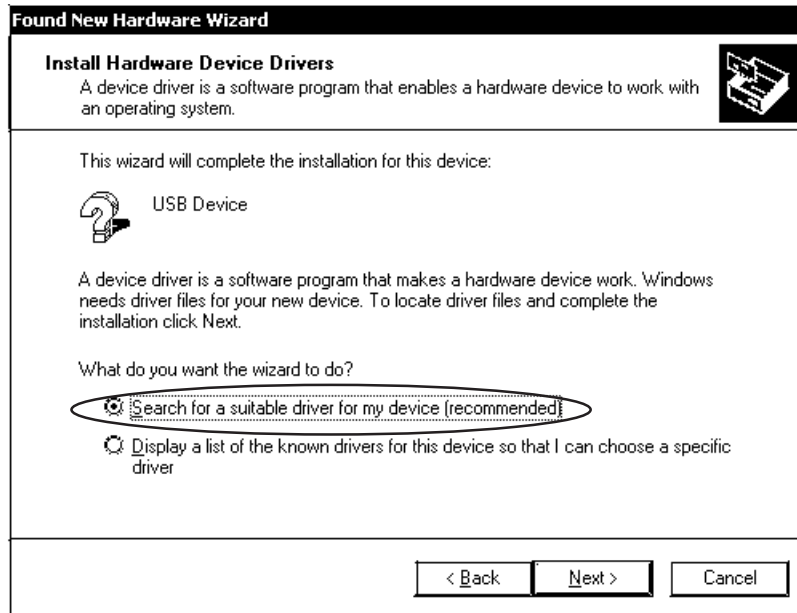 Found New Hardware Wizard
Install Hardware Device Drivers
A device driver is a software program that enables a hardware device to work with
an operating system.
This wizard will complete the installation for this device:
USB Device
A device driver is a software program that makes a hardware device work. Windows
needs driver files for your new device. To locate driver files and complete the
installation click Next.
What do you want the wizard to do?
Search for a suitable driver for my device (recommended)
Display a list of the known drivers for this device so that I can choose a specific
driver
< Back Next > Cancel